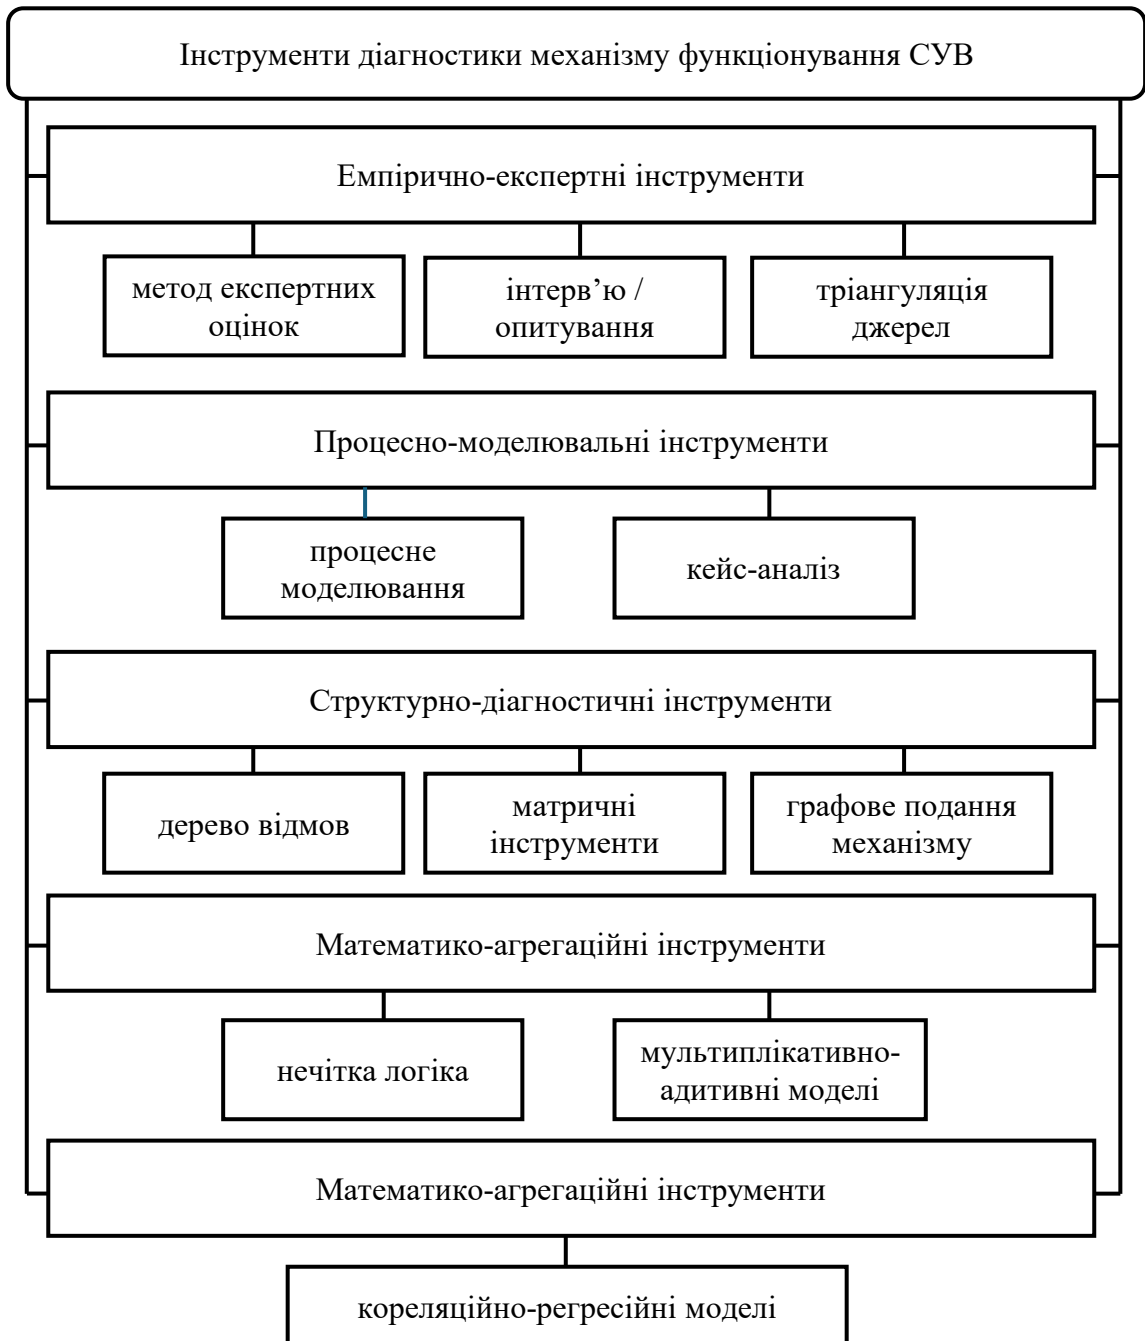 Інструменти діагностики механізму функціонування СУВ
Емпірично-експертні інструменти
метод експертних
оцінок
інтерв’ю /
опитування
тріангуляція
джерел
Процесно-моделювальні інструменти
процесне
моделювання
кейс-аналіз
Структурно-діагностичні інструменти
дерево відмов
матричні
інструменти
графове подання
механізму
Математико-агрегаційні інструменти
нечітка логіка
мультиплікативно-
адитивні моделі
Математико-агрегаційні інструменти
кореляційно-регресійні моделі